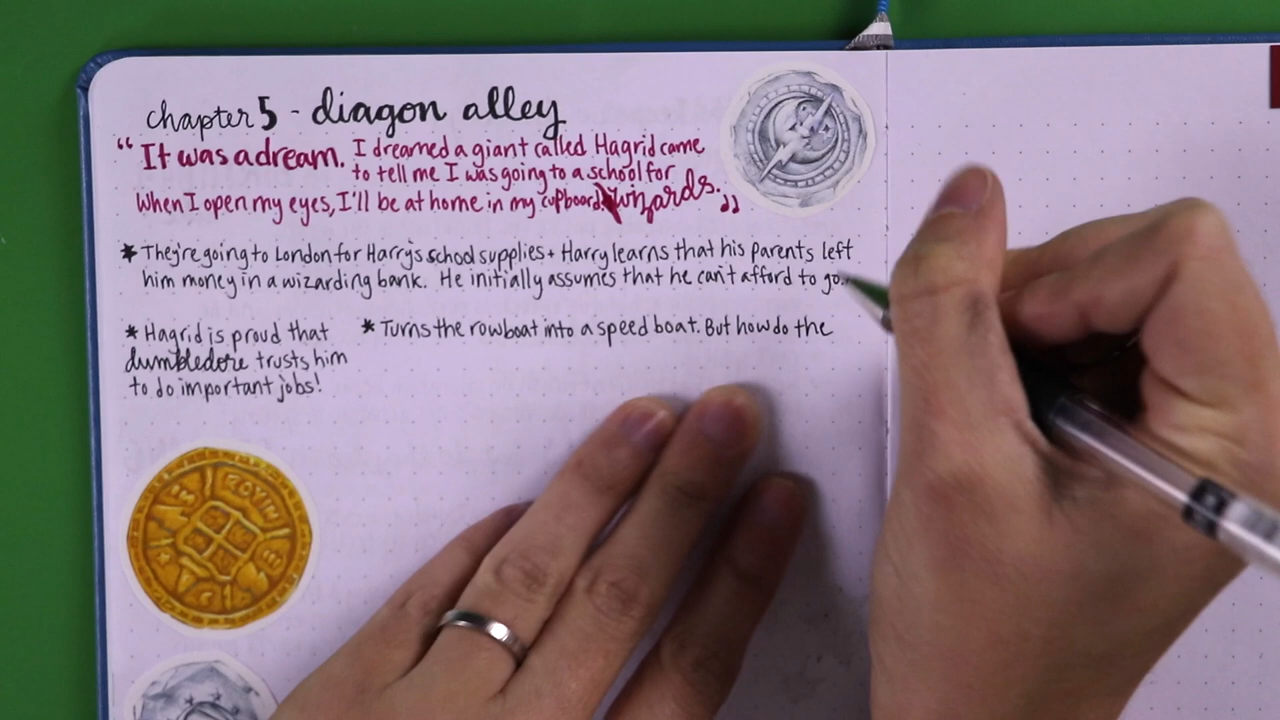 chapter 5 - diagon alley
"It was a dream. I dreamed a giant called Hagrid came
to tell me I was going to a school for
wizards.
When I open my eyes, I'll be at home in my cupboard."
* They're going to London for Harry's school supplies + Harry learns that his parents left
him money in a wizarding bank. He initially assumes that he can't afford to go...
* Hagrid is proud that
dumbledore trusts him
to do important jobs!
* Turns the rowboat into a speed boat. But how do the